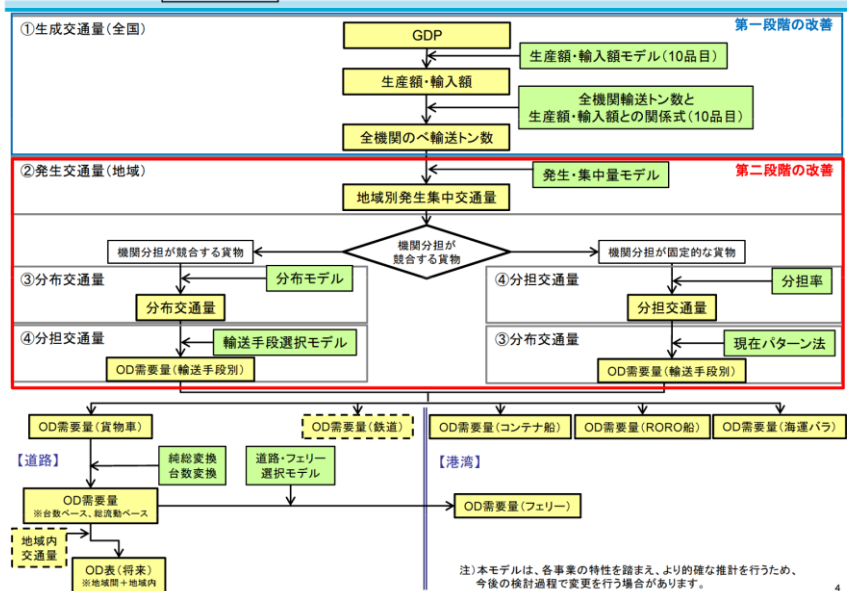 ①生成交通量(全国)
第一段階の改善
GDP
生産額・輸入額モデル(10品目)
生産額・輸入額
全機関輸送トン数と
生産額・輸入額との関係式(10品目)
全機関のべ輸送トン数
②発生交通量(地域)
第二段階の改善
発生・集中量モデル
地域別発生集中交通量
機関分担が競合する貨物
機関分担が
競合する貨物
機関分担が固定的な貨物
③分布交通量
分布モデル
分布交通量
④分担交通量
輸送手段選択モデル
OD需要量(輸送手段別)
④分担交通量
分担率
分担交通量
③分布交通量
現在パターン法
OD需要量(輸送手段別)
OD需要量(貨物車)
OD需要量(鉄道)
OD需要量(コンテナ船)
OD需要量(RORO船)
OD需要量(海運バラ)
【道路】
純総変換
台数変換
道路・フェリー
選択モデル
【港湾】
OD需要量
※台数ベース、総流動ベース
OD需要量(フェリー)
地域内
交通量
OD表(将来)
※地域間+地域内
注)本モデルは、各事業の特性を踏まえ、より的確な推計を行うため、
今後の検討過程で変更を行う場合があります。
4